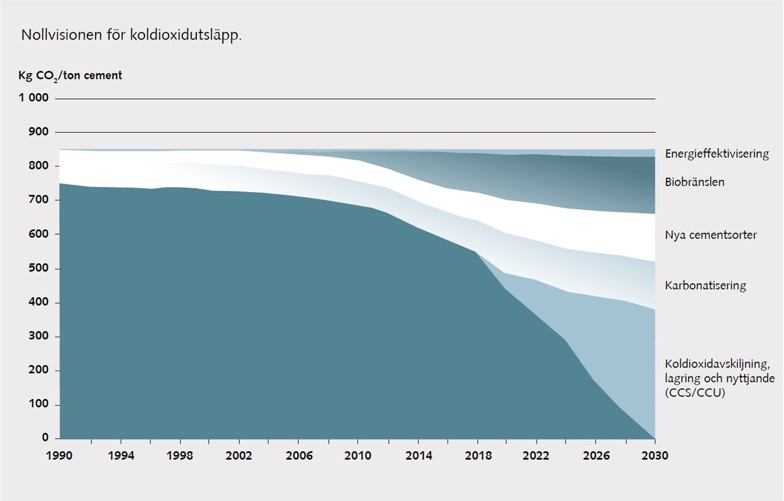 Nollvisionen för koldioxidutsläpp.
Kg CO₂/ton cement
1 000
900
800
700
600
500
400
300
200
100
0
Energieffektivisering
Biobränslen
Nya cementsorter
Karbonatisering
Koldioxidavskiljning,
lagring och nyttjande
(CCS/CCU)
1990 1994 1998 2002 2006 2010 2014 2018 2022 2026 2030